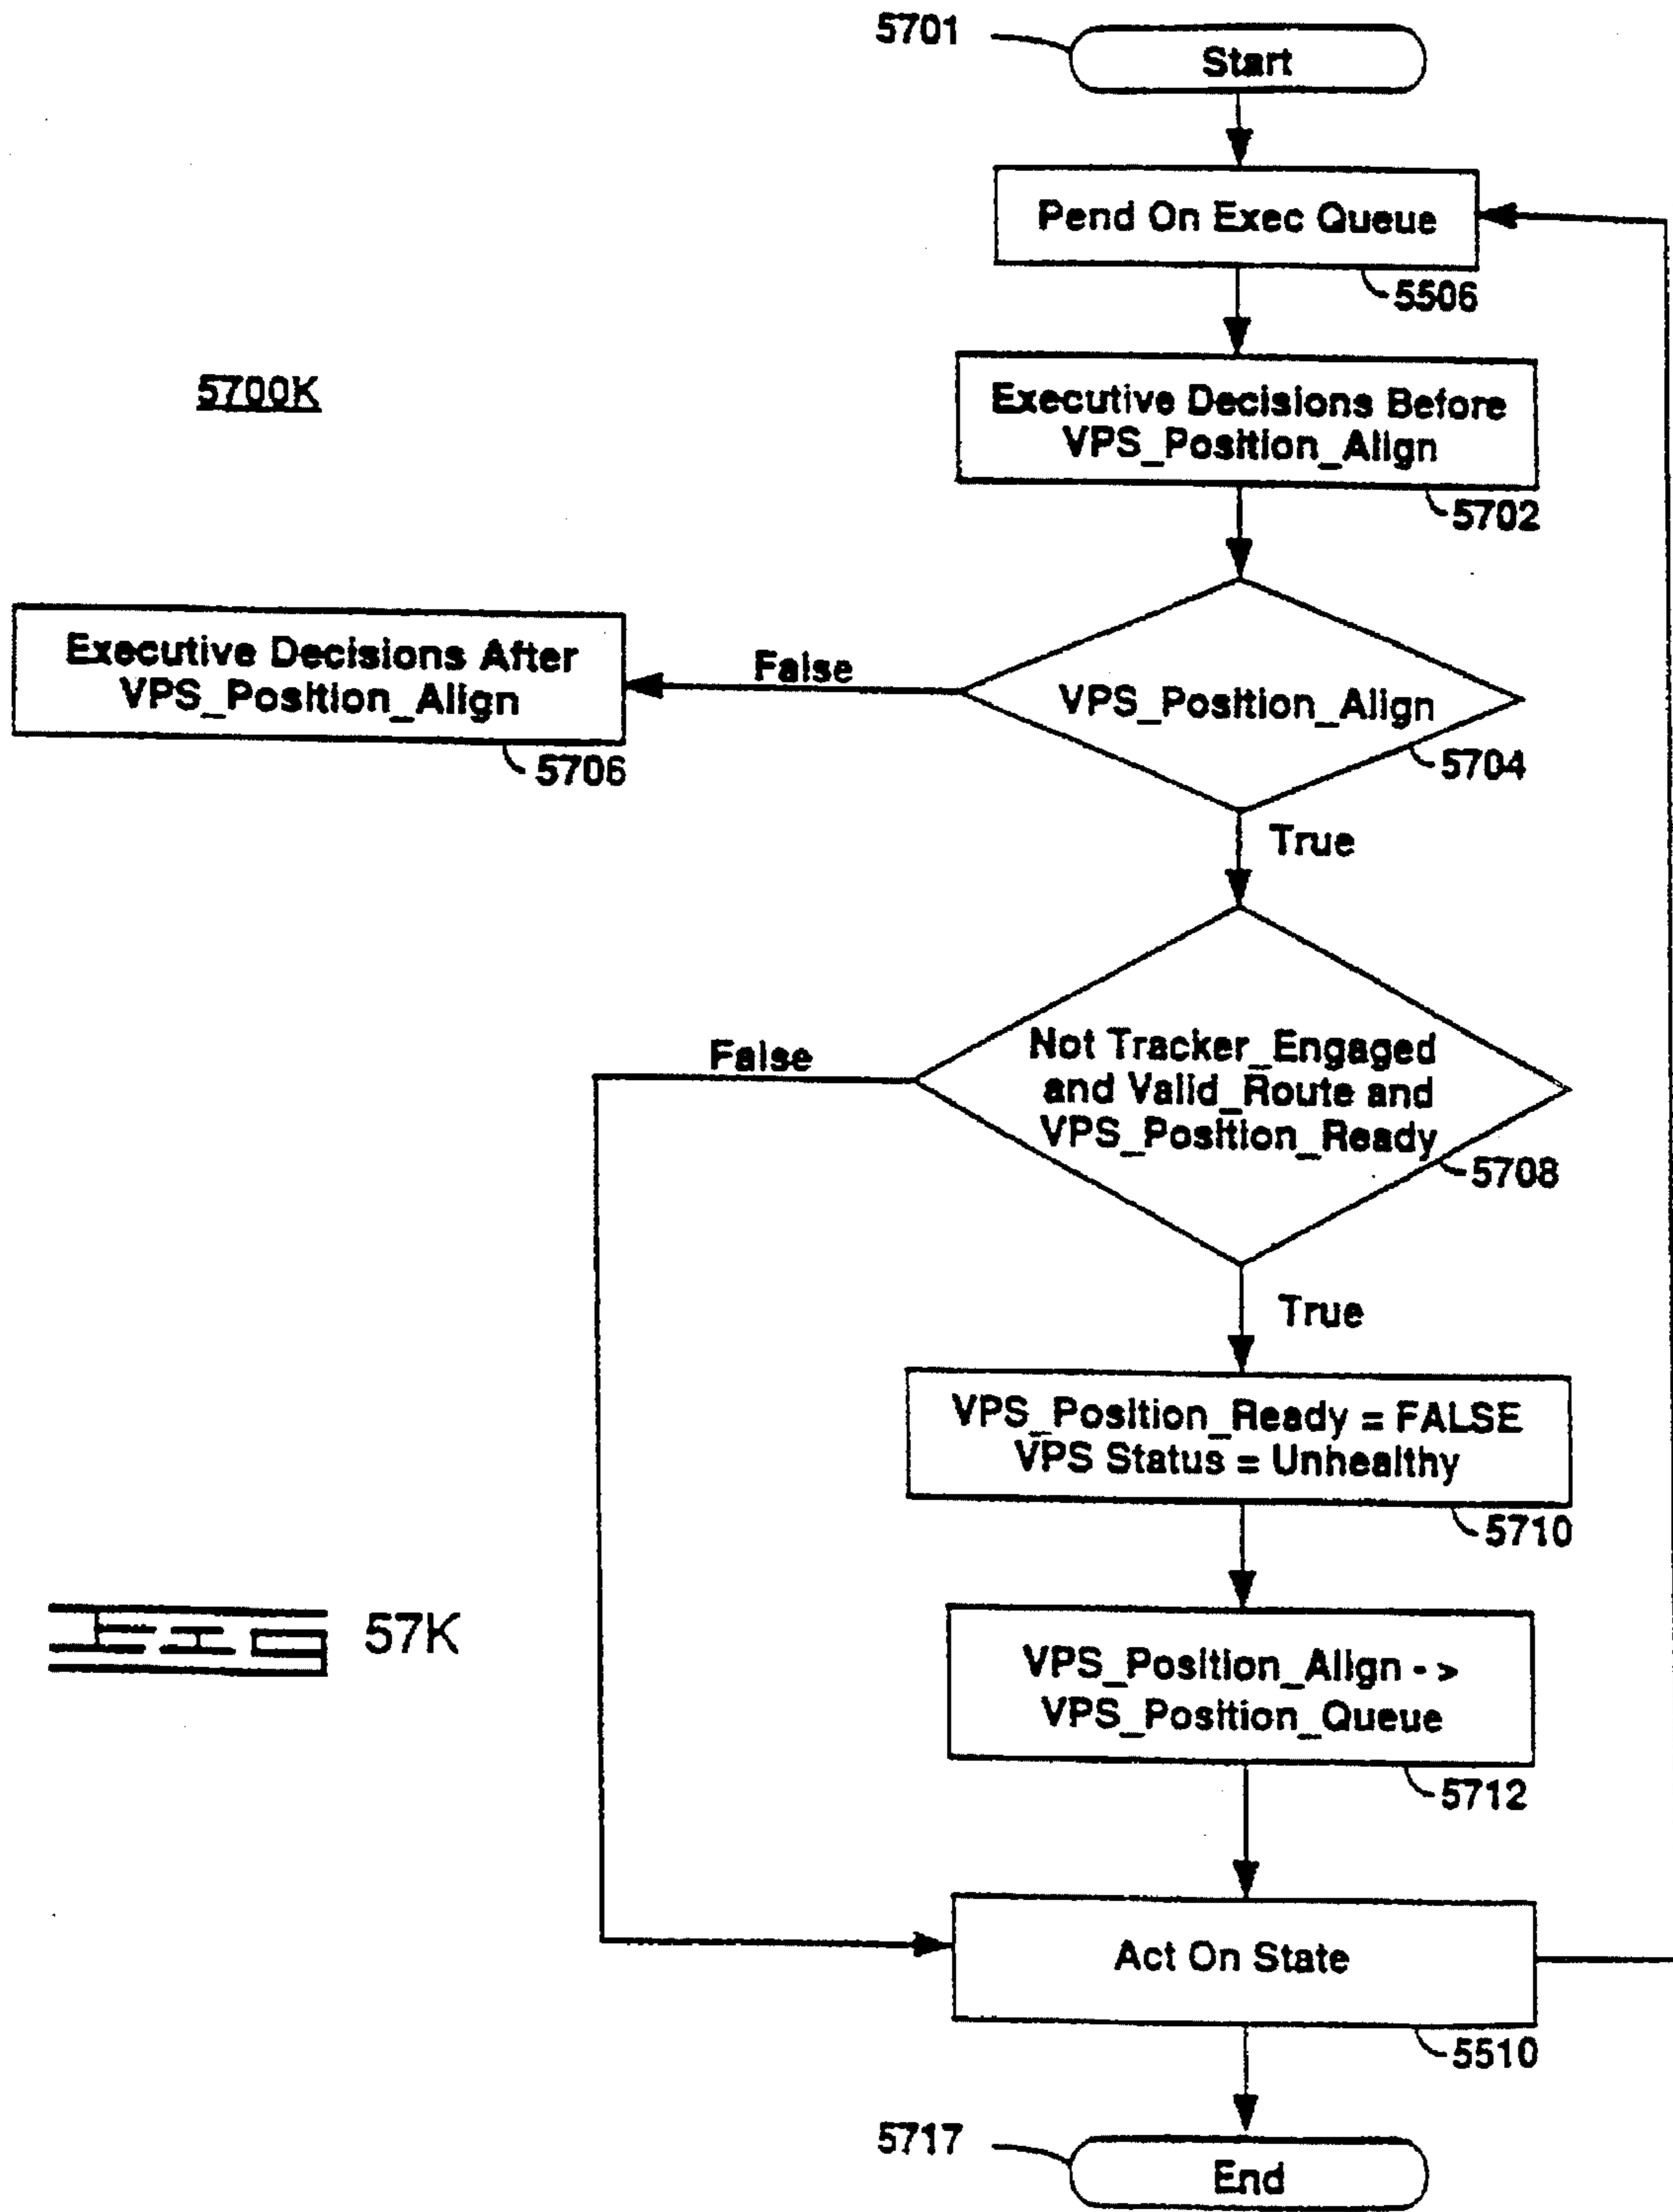 5701
Start
Pend On Exec Queue
5506
5700K
Executive Decisions Before
VPS_Position_Align
5702
Executive Decisions After
VPS_Position_Align
5706
False
VPS_Position_Align
5704
True
False
Not Tracker_Engaged
and Valid_Route and
VPS_Position_Ready
5708
True
VPS_Position_Ready = FALSE
VPS Status = Unhealthy
5710
57K
VPS_Position_Align - >
VPS_Position_Queue
5712
Act On State
5510
5717
End